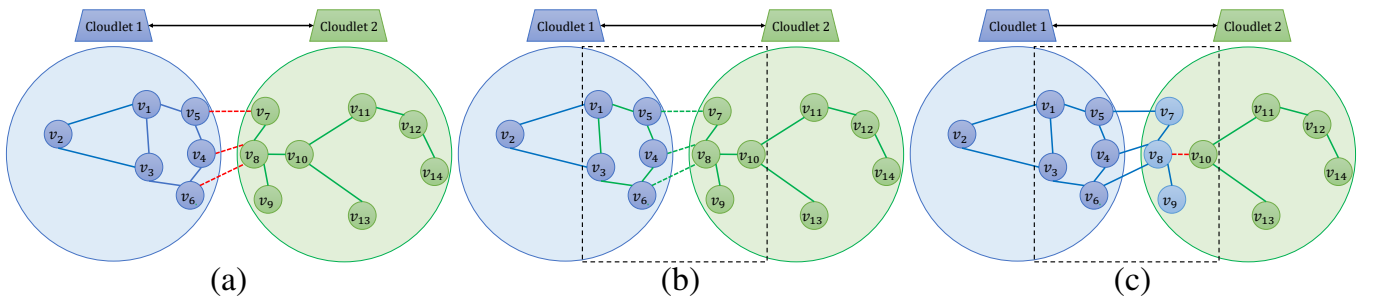 Cloudlet 1 Cloudlet 2
v1 v5 v7 v11
v2 v12
v3 v4 v8 v10
v14
v6 v9 v13
(a)
Cloudlet 1 Cloudlet 2
v1 v5 v7 v11
v2 v12
v3 v4 v8 v10
v14
v6 v9 v13
(b)
Cloudlet 1 Cloudlet 2
v1 v5 v7 v11
v2 v12
v3 v4 v8 v10
v14
v6 v9 v13
(c)